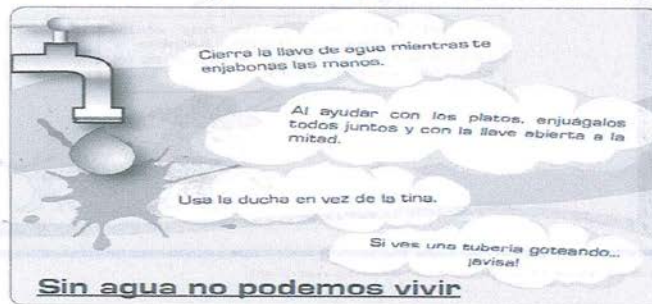 Cierra la llave de agua mientras te
enjabonas las manos.
Al ayudar con los platos, enjuágalos
todos juntos y con la llave abierta a la
mitad.
Usa la ducha en vez de la tina.
Si ves una tubería goteando...
¡avisa!
Sin agua no podemos vivir